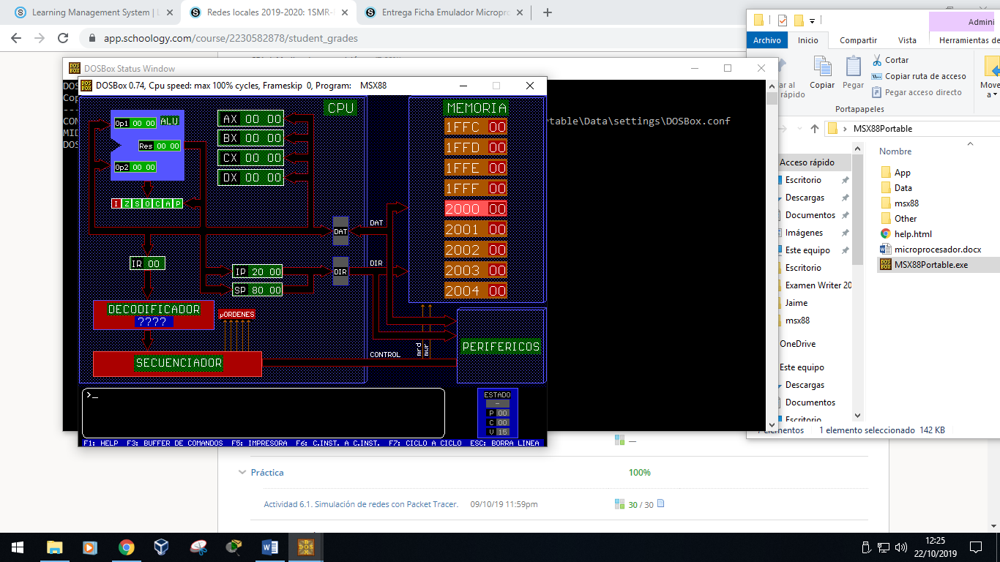 Learning Management System | L
Redes locales 2019-2020: 1SMR-
Entrega Ficha Emulador Micropro
app.schoology.com/course/2230582878/student_grades
DOSBox Status Window
DOSBox 0.74, Cpu speed: max 100% cycles, Frameskip 0, Program: MSX88
DOS
Cop
CON
table\Data\settings\DOSBox.conf
MID
DOS
CPU
ALU
Op1 00 00
Res 00 00
Op2 00 00
AX 00 00
BX 00 00
CX 00 00
DX 00 00
I Z S O C A P
IR 00
IP 20 00
SP 80 00
DAT
DAT
DIR
DIR
DECODIFICADOR
????
µORDENES
SECUENCIADOR
CONTROL
mrd
mwr
MEMORIA
1FFC 00
1FFD 00
1FFE 00
1FFF 00
2000 00
2001 00
2002 00
2003 00
2004 00
PERIFERICOS
>_
ESTADO
-
P 00
C 00
V 15
F1: HELP F3: BUFFER DE COMANDOS F5: IMPRESORA F6: C.INST. A C.INST. F7: CICLO A CICLO ESC: BORRA LINEA
Admini
Archivo Inicio Compartir Vista Herramientas de
ar al
rápido
Copiar
Pegar
Cortar
Copiar ruta de acceso
Pegar acceso directo
Move
a
Portapapeles
MSX88Portable
Acceso rápido
Escritorio
Descargas
Documentos
Imágenes
Este equipo
Escritorio
Examen Writer 20
Jaime
msx88
OneDrive
Este equipo
Descargas
Documentos
Escritorio
Nombre
App
Data
msx88
Other
help.html
microprocesador.docx
MSX88Portable.exe
7 elementos
1 elemento seleccionado 142 KB
—
Práctica 100%
Actividad 6.1. Simulación de redes con Packet Tracer. 09/10/19 11:59pm 30 / 30
12:25
22/10/2019